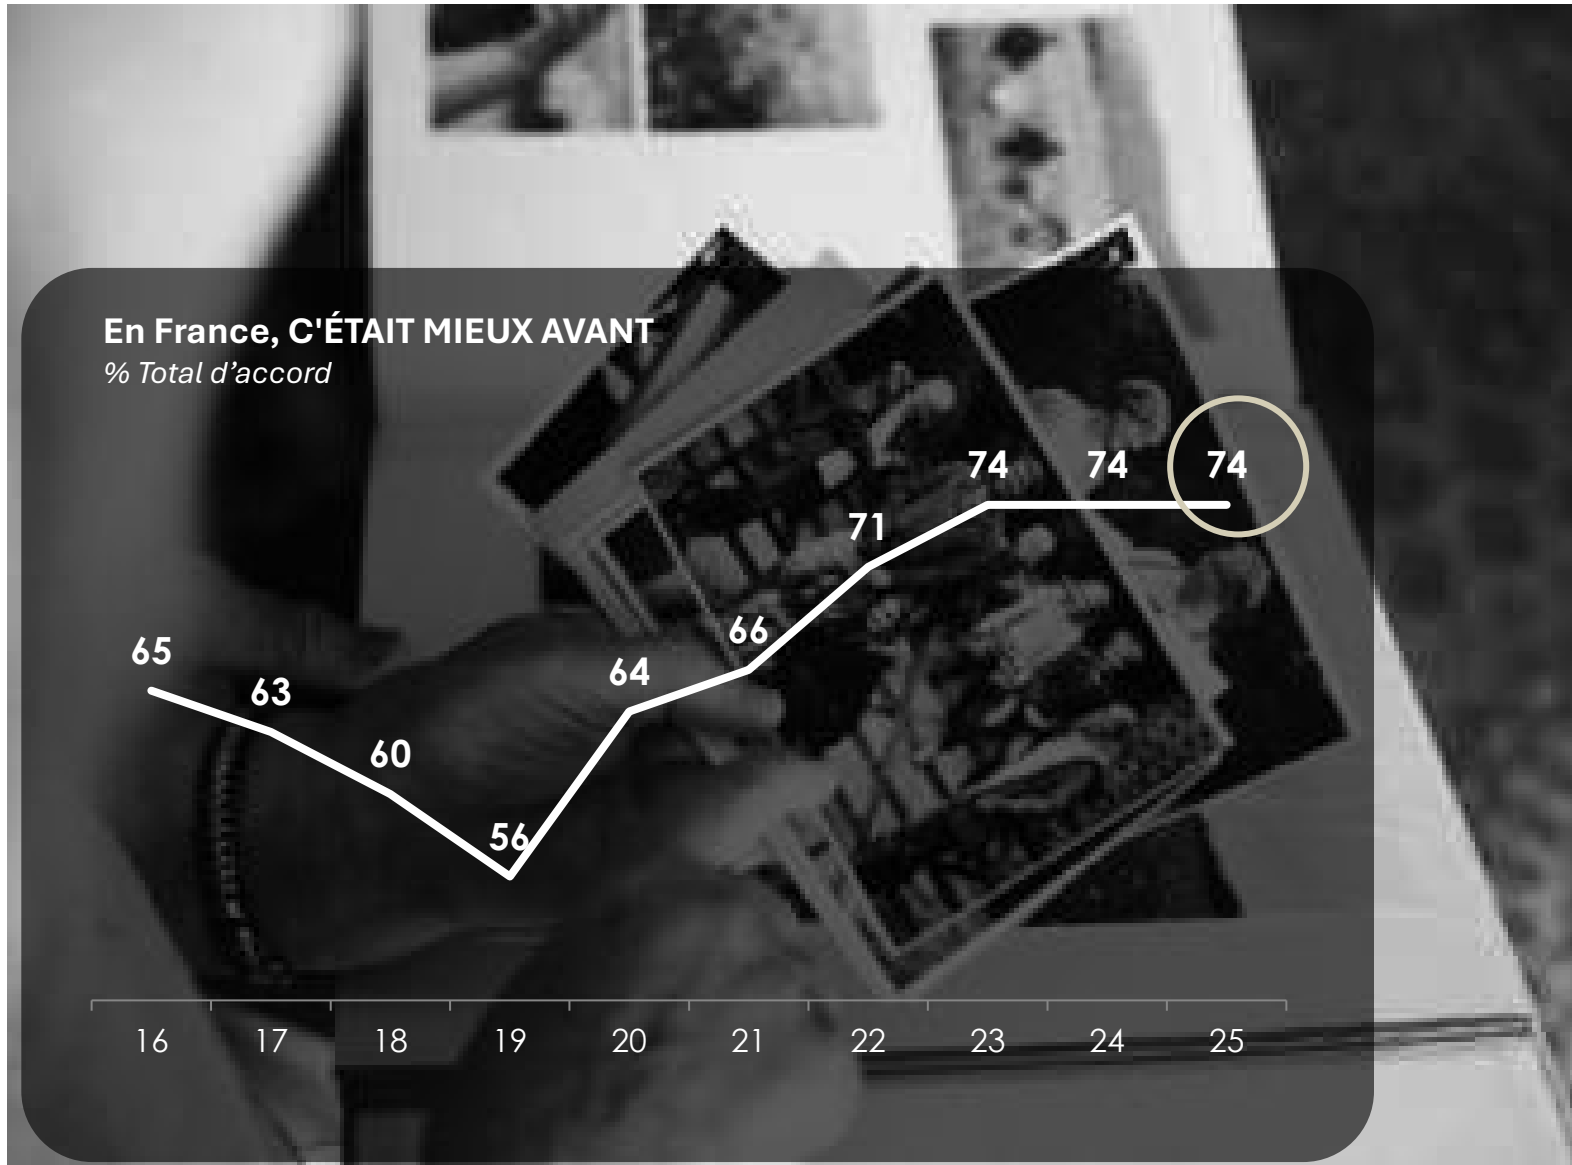 En France, C'ÉTAIT MIEUX AVANT
% Total d’accord
65 63 60 56 64 66 71 74 74 74
16 17 18 19 20 21 22 23 24 25